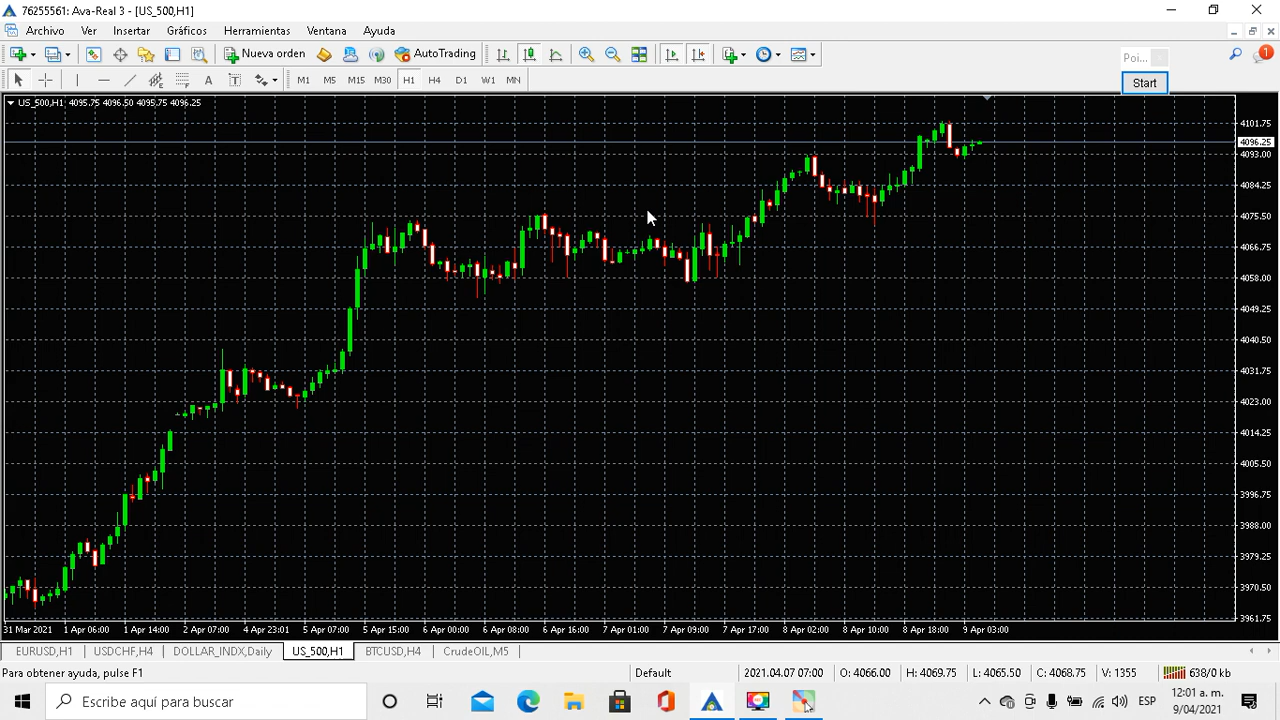 76255561: Ava-Real 3 - [US_500,H1]
Archivo Ver Insertar Gráficos Herramientas Ventana Ayuda
Nueva orden AutoTrading
Poi... 
1
A T M1 M5 M15 M30 H1 H4 D1 W1 MN
Start
US_500,H1 4095.75 4096.50 4095.75 4096.25
4101.75
4096.25
4093.00
4084.25
4075.50
4066.75
4058.00
4049.25
4040.50
4031.75
4023.00
4014.25
4005.50
3996.75
3988.00
3979.25
3970.50
3961.75
31 Mar 2021 1 Apr 06:00 1 Apr 14:00 2 Apr 07:00 4 Apr 23:01 5 Apr 07:00 5 Apr 15:00 6 Apr 00:00 6 Apr 08:00 6 Apr 16:00 7 Apr 01:00 7 Apr 09:00 7 Apr 17:00 8 Apr 02:00 8 Apr 10:00 8 Apr 18:00 9 Apr 03:00
EURUSD,H1 USDCHF,H4 DOLLAR_INDX,Daily US_500,H1 BTCUSD,H4 CrudeOIL,M5
Para obtener ayuda, pulse F1 Default 2021.04.07 07:00 O: 4066.00 H: 4069.75 L: 4065.50 C: 4068.75 V: 1355 638/0 kb
Escribe aquí para buscar ESP 12:01 a. m.
9/04/2021